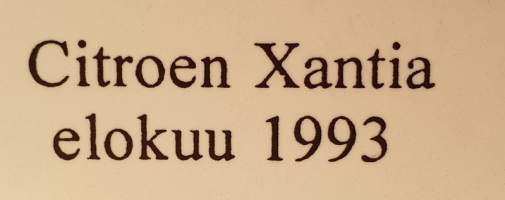 Citroen Xantia
elokuu 1993